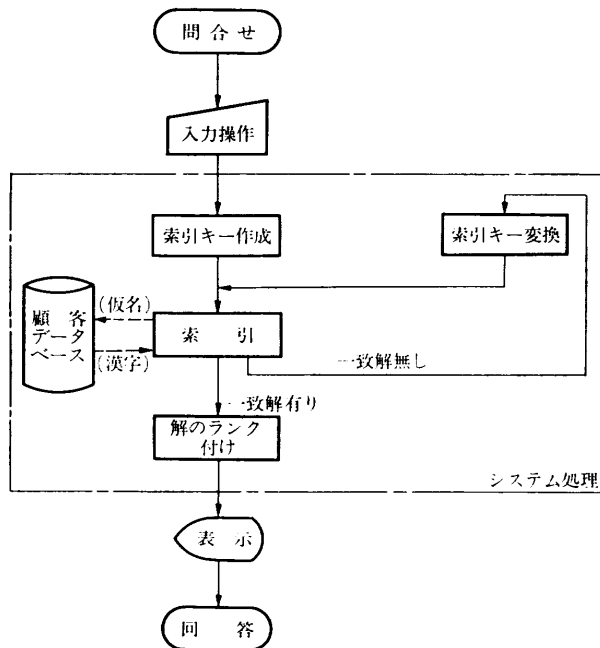 問合せ
入力操作
索引キー作成
索引キー変換
顧客
データ
ベース
(仮名)
(漢字)
索引
一致解無し
一致解有り
解のランク
付け
システム処理
表示
回答